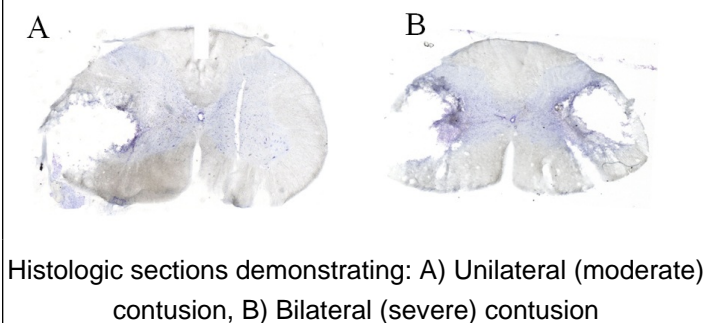 A
B
Histologic sections demonstrating: A) Unilateral (moderate)
contusion, B) Bilateral (severe) contusion